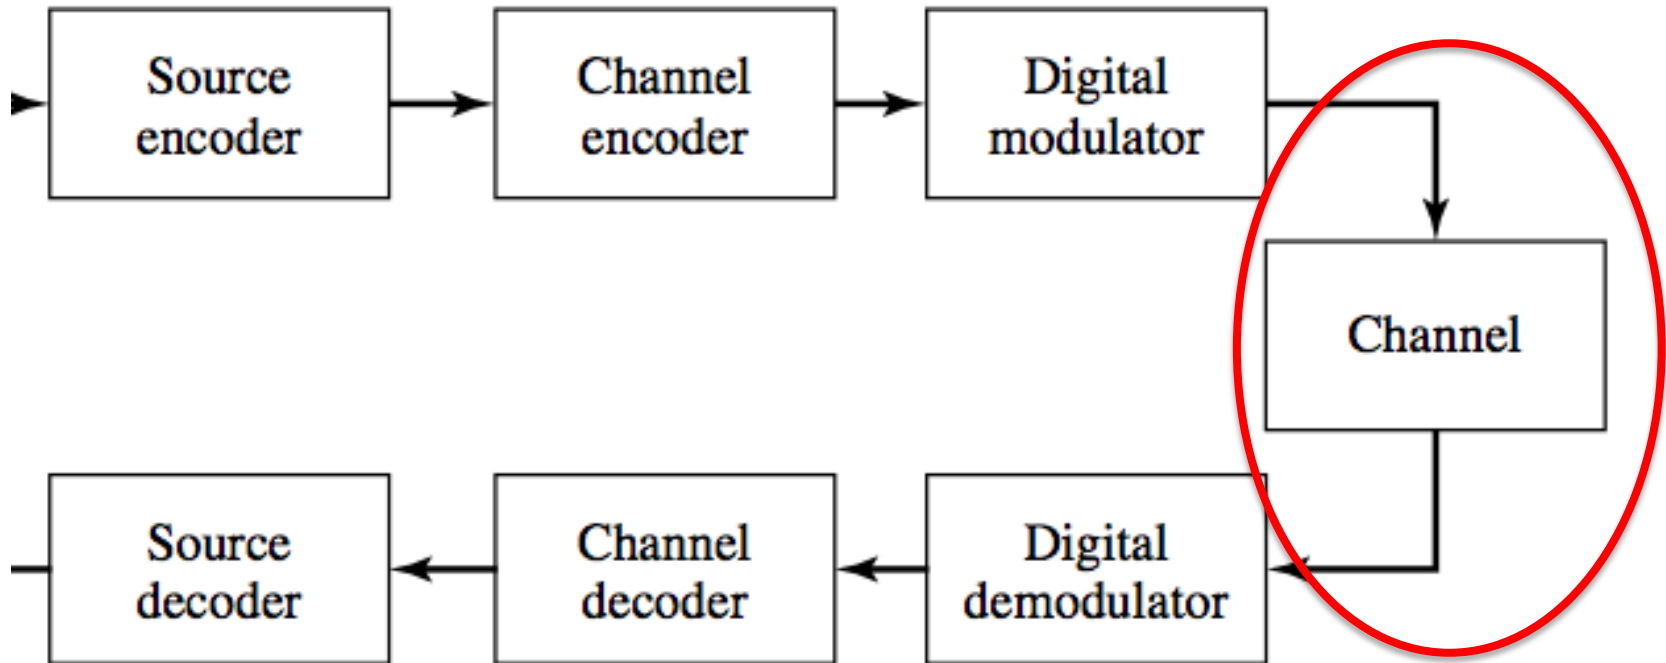 Source
encoder
Channel
encoder
Digital
modulator
Channel
Source
decoder
Channel
decoder
Digital
demodulator